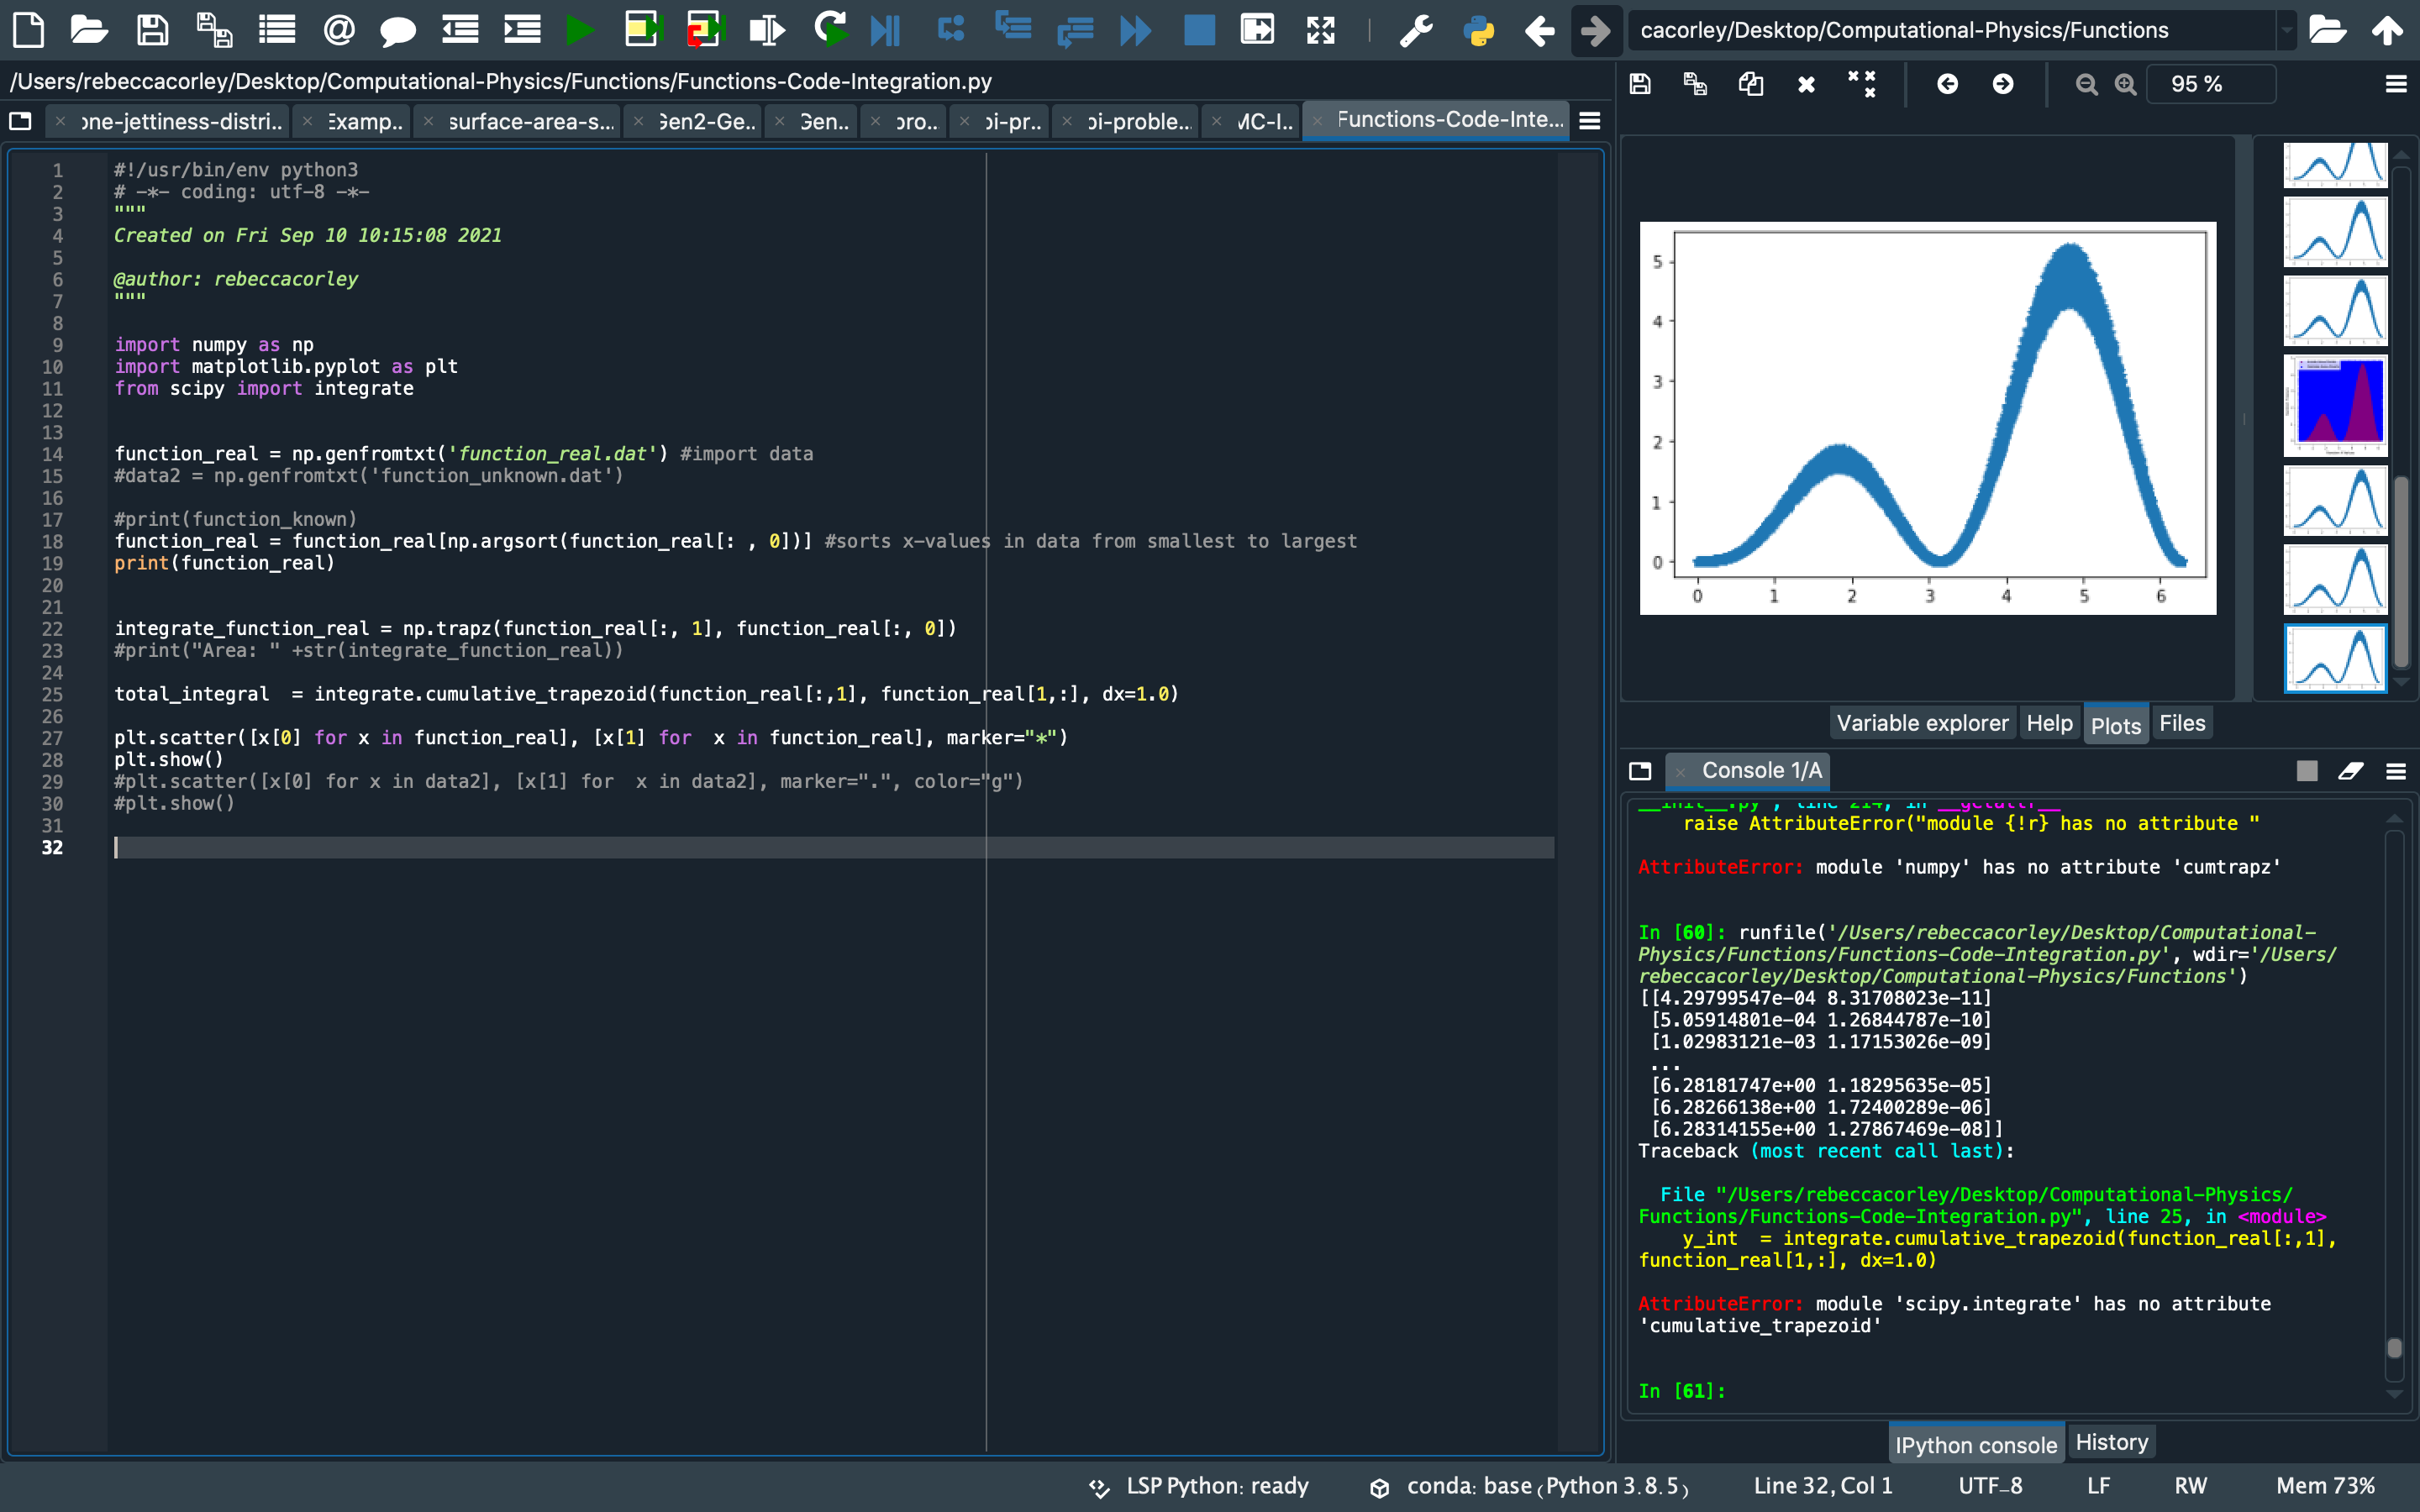 cacorley/Desktop/Computational-Physics/Functions
/Users/rebeccacorley/Desktop/Computational-Physics/Functions/Functions-Code-Integration.py
95 %
one-jettiness-distri.. Examp.. surface-area-s... Gen2-Ge.. Gen.. pro... pi-pr.. pi-proble... MC-I.. Functions-Code-Inte...
1 #!/usr/bin/env python3
2 # -*- coding: utf-8 -*-
3 """
4 Created on Fri Sep 10 10:15:08 2021
5
6 @author: rebeccacorley
7 """
8
9 import numpy as np
10 import matplotlib.pyplot as plt
11 from scipy import integrate
12
13
14 function_real = np.genfromtxt('function_real.dat') #import data
15 #data2 = np.genfromtxt('function_unknown.dat')
16
17 #print(function_known)
18 function_real = function_real[np.argsort(function_real[: , 0])] #sorts x-values in data from smallest to largest
19 print(function_real)
20
21
22 integrate_function_real = np.trapz(function_real[:, 1], function_real[:, 0])
23 #print("Area: " +str(integrate_function_real))
24
25 total_integral  = integrate.cumulative_trapezoid(function_real[:,1], function_real[1,:], dx=1.0)
26
27 plt.scatter([x[0] for x in function_real], [x[1] for  x in function_real], marker="*")
28 plt.show()
29 #plt.scatter([x[0] for x in data2], [x[1] for  x in data2], marker=".", color="g")
30 #plt.show()
31
32
5
4
3
2
1
0
0 1 2 3 4 5 6
Variable explorer Help Plots Files
Console 1/A
__init__.py", line 214, in __getattr__
raise AttributeError("module {!r} has no attribute "
AttributeError: module 'numpy' has no attribute 'cumtrapz'
In [60]: runfile('/Users/rebeccacorley/Desktop/Computational-
Physics/Functions/Functions-Code-Integration.py', wdir='/Users/
rebeccacorley/Desktop/Computational-Physics/Functions')
[[4.29799547e-04 8.31708023e-11]
[5.05914801e-04 1.26844787e-10]
[1.02983121e-03 1.17153026e-09]
...
[6.28181747e+00 1.18295635e-05]
[6.28266138e+00 1.72400289e-06]
[6.28314155e+00 1.27867469e-08]]
Traceback (most recent call last):
File "/Users/rebeccacorley/Desktop/Computational-Physics/
Functions/Functions-Code-Integration.py", line 25, in <module>
y_int  = integrate.cumulative_trapezoid(function_real[:,1],
function_real[1,:], dx=1.0)
AttributeError: module 'scipy.integrate' has no attribute
'cumulative_trapezoid'
In [61]:
IPython console History
LSP Python: ready conda: base (Python 3.8.5) Line 32, Col 1 UTF-8 LF RW Mem 73%